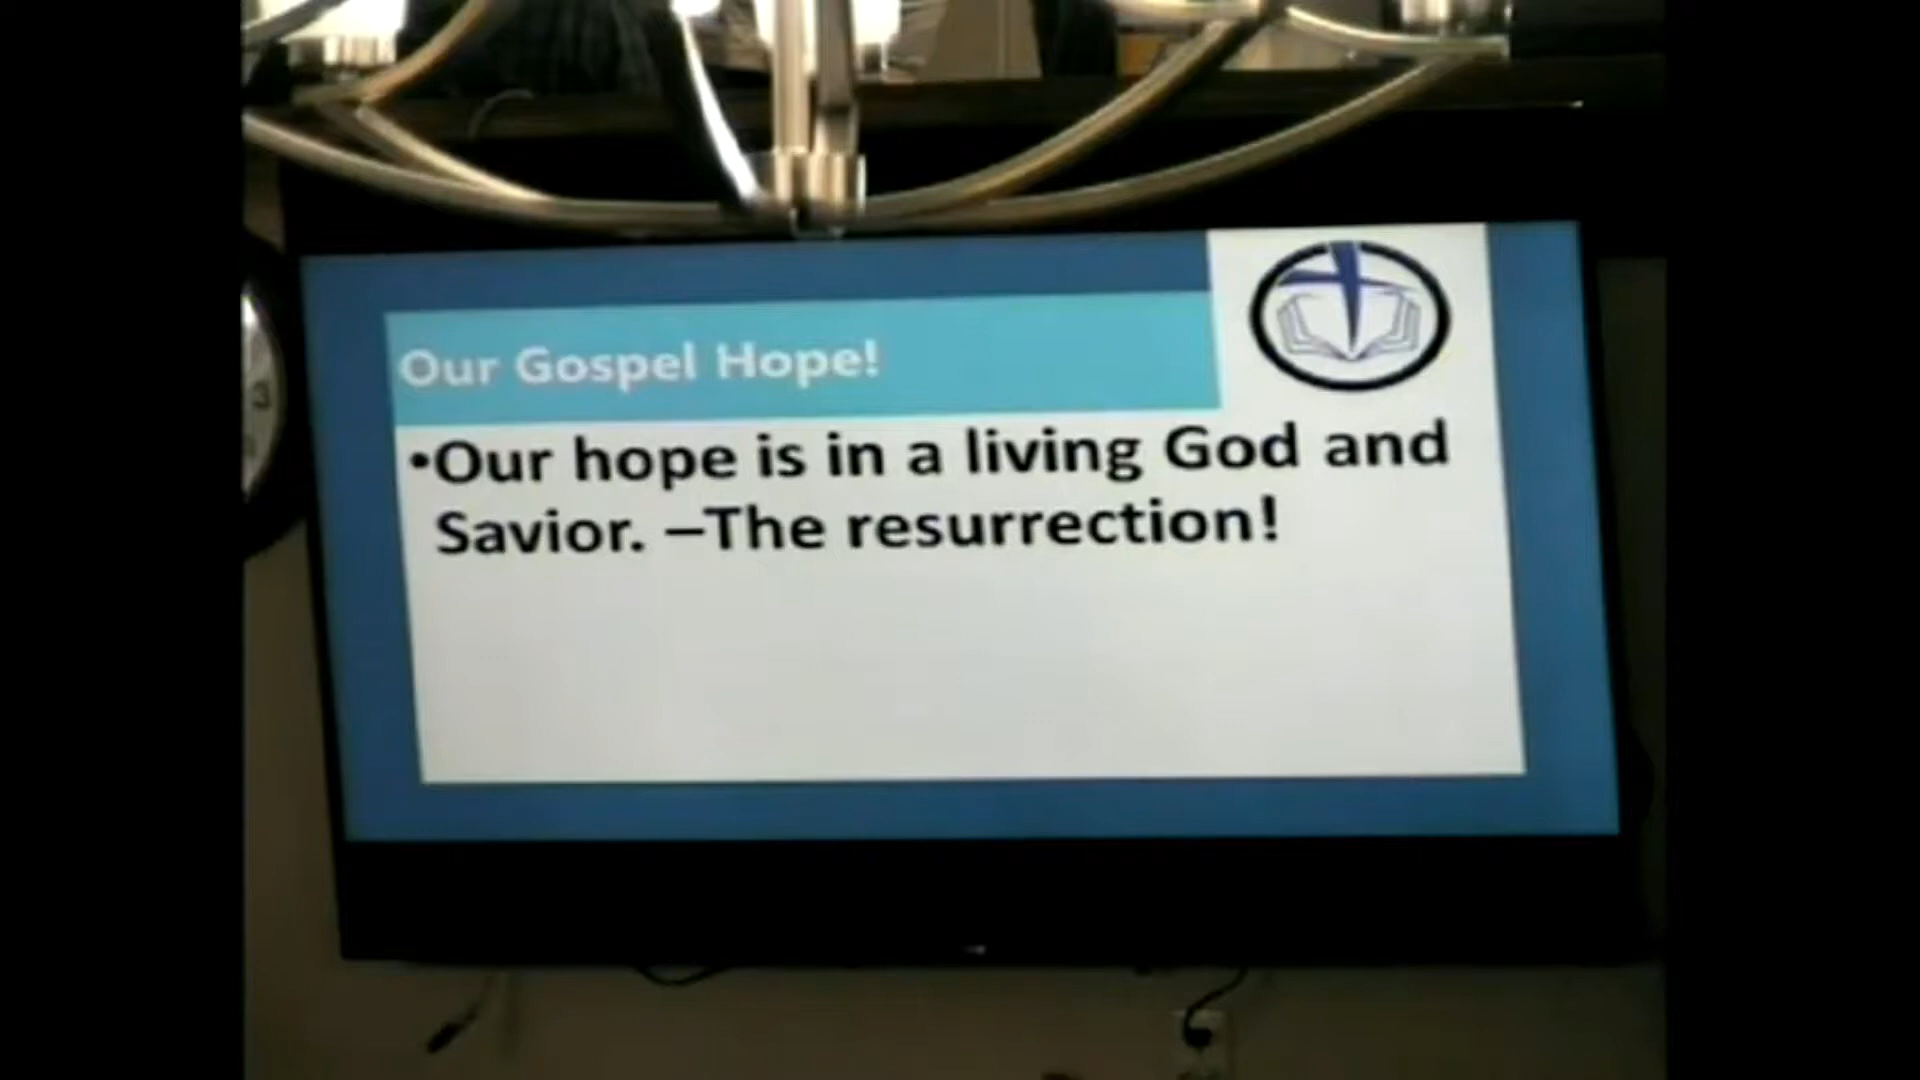 Our Gospel Hope!
•Our hope is in a living God and
Savior. –The resurrection!